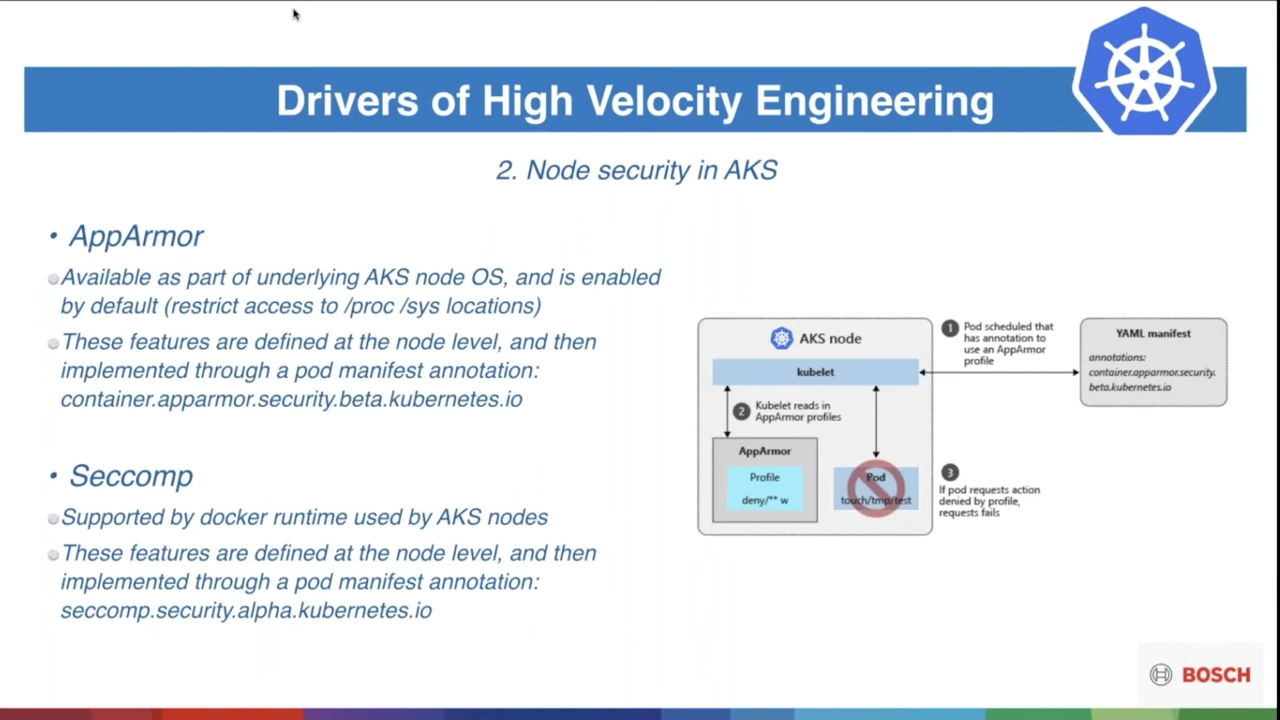 Drivers of High Velocity Engineering
2. Node security in AKS
• AppArmor
Available as part of underlying AKS node OS, and is enabled
by default (restrict access to /proc /sys locations)
These features are defined at the node level, and then
implemented through a pod manifest annotation:
container.apparmor.security.beta.kubernetes.io
• Seccomp
Supported by docker runtime used by AKS nodes
These features are defined at the node level, and then
implemented through a pod manifest annotation:
seccomp.security.alpha.kubernetes.io
AKS node
kubelet
2 Kubelet reads in
AppArmor profiles
AppArmor
Profile
deny/** w
Pod
touch/tmp/test
1 Pod scheduled that
has annotation to
use an AppArmor
profile
YAML manifest
annotations:
container.apparmor.security.
beta.kubernetes.io
3
If pod requests action
denied by profile,
requests fails
BOSCH